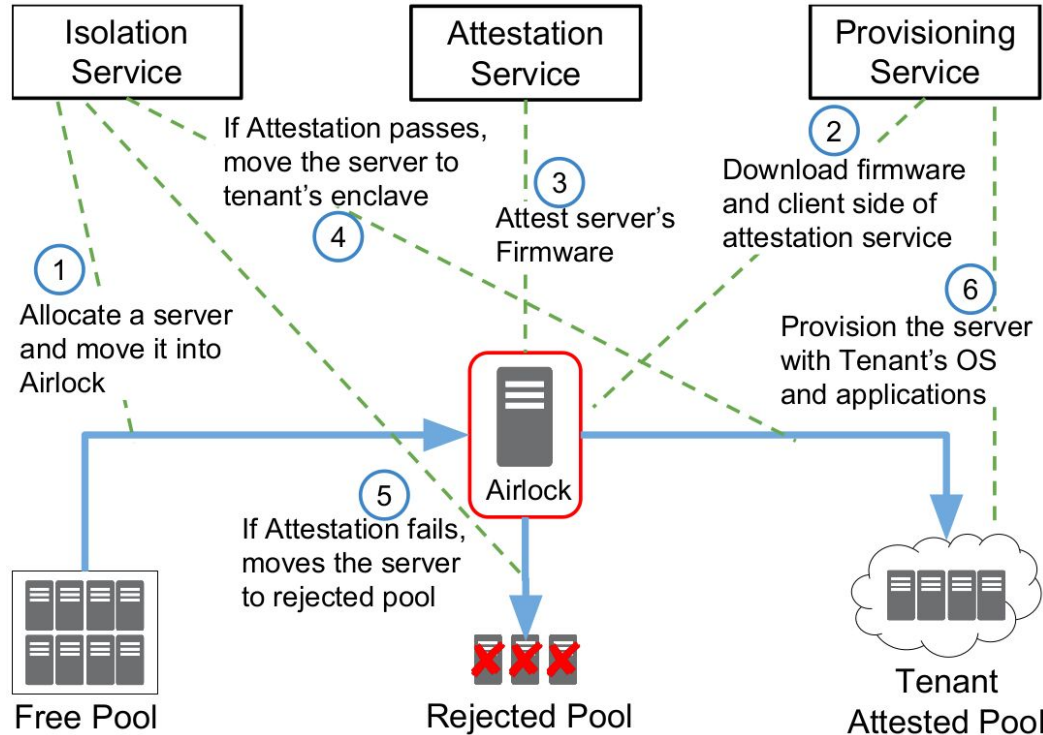 Isolation
Service
Attestation
Service
Provisioning
Service
If Attestation passes,
move the server to
tenant's enclave
4
2
Download firmware
and client side of
attestation service
3
Attest server's
Firmware
1
Allocate a server
and move it into
Airlock
6
Provision the server
with Tenant's OS
and applications
Airlock
5
If Attestation fails,
moves the server
to rejected pool
Free Pool
Rejected Pool
Tenant
Attested Pool